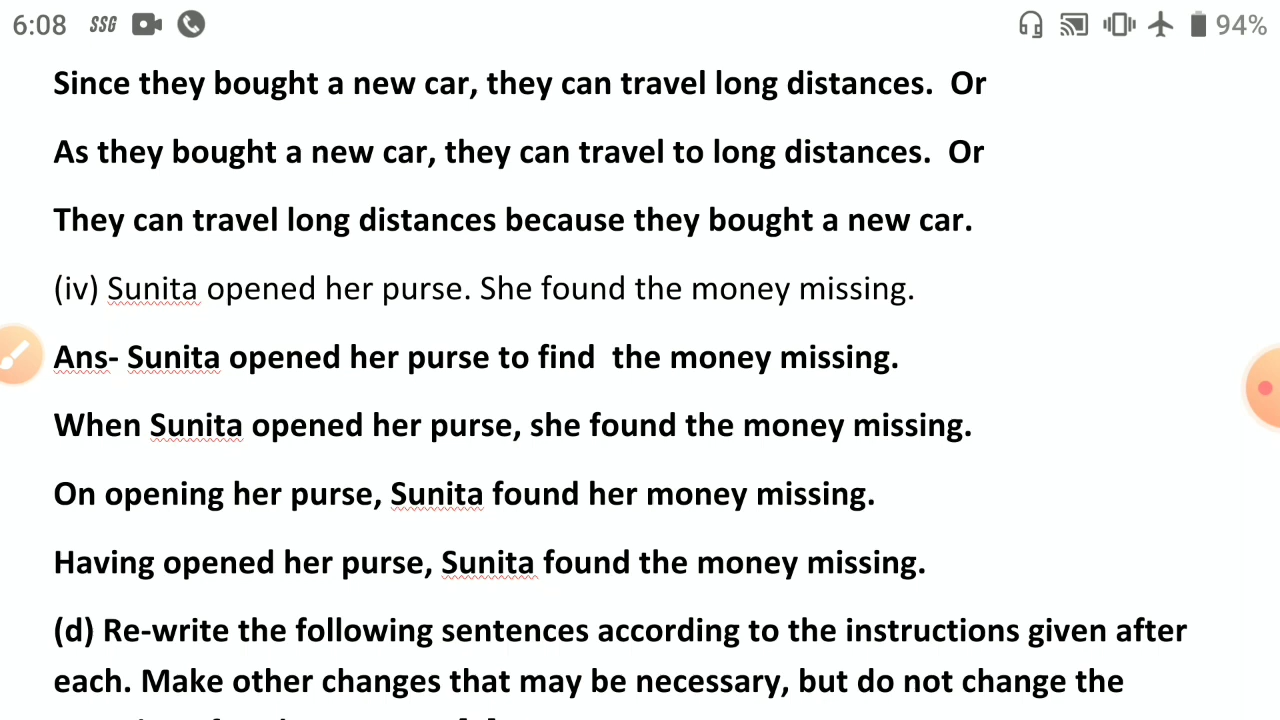 6:08 SSG 94%
Since they bought a new car, they can travel long distances.  Or
As they bought a new car, they can travel to long distances.  Or
They can travel long distances because they bought a new car.
(iv) Sunita opened her purse. She found the money missing.
Ans- Sunita opened her purse to find  the money missing.
When Sunita opened her purse, she found the money missing.
On opening her purse, Sunita found her money missing.
Having opened her purse, Sunita found the money missing.
(d) Re-write the following sentences according to the instructions given after
each. Make other changes that may be necessary, but do not change the